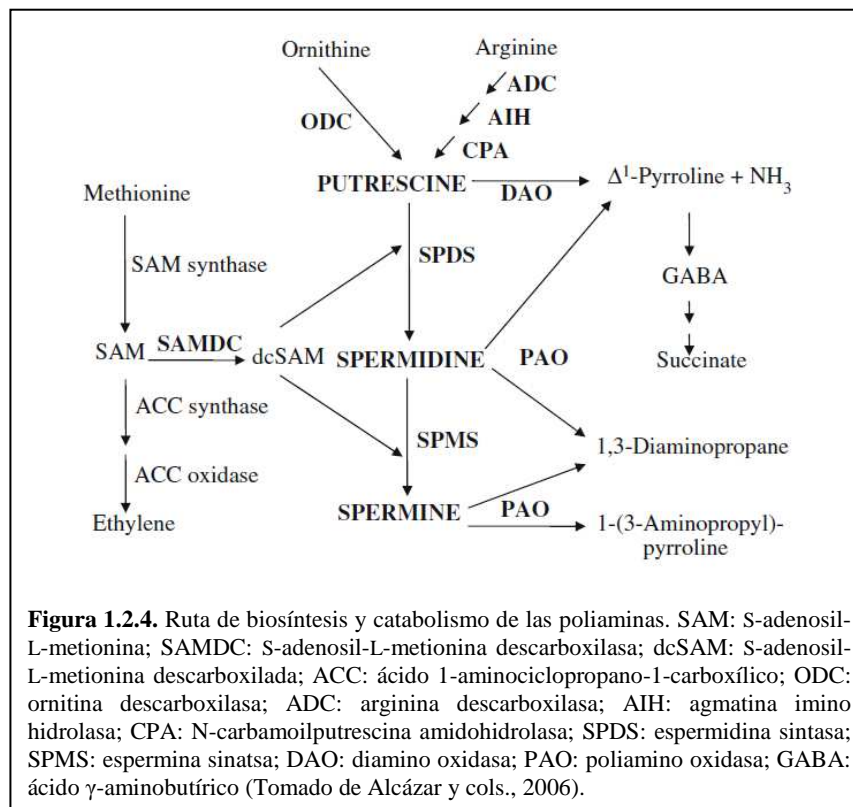 Ornithine
Arginine
ADC
ODC
AIH
CPA
Methionine
PUTRESCINE
DAO
Δ¹-Pyrroline + NH₃
SAM synthase
SPDS
GABA
SAM
SAMDC
dcSAM
SPERMIDINE
PAO
Succinate
ACC synthase
SPMS
1,3-Diaminopropane
ACC oxidase
Ethylene
SPERMINE
PAO
1-(3-Aminopropyl)-
pyrroline
Figura 1.2.4. Ruta de biosíntesis y catabolismo de las poliaminas. SAM: S-adenosil-
L-metionina; SAMDC: S-adenosil-L-metionina descarboxilasa; dcSAM: S-adenosil-
L-metionina descarboxilada; ACC: ácido 1-aminociclopropano-1-carboxílico; ODC:
ornitina descarboxilasa; ADC: arginina descarboxilasa; AIH: agmatina imino
hidrolasa; CPA: N-carbamoilputrescina amidohidrolasa; SPDS: espermidina sintasa;
SPMS: espermina sinatsa; DAO: diamino oxidasa; PAO: poliamino oxidasa; GABA:
ácido γ-aminobutírico (Tomado de Alcázar y cols., 2006).